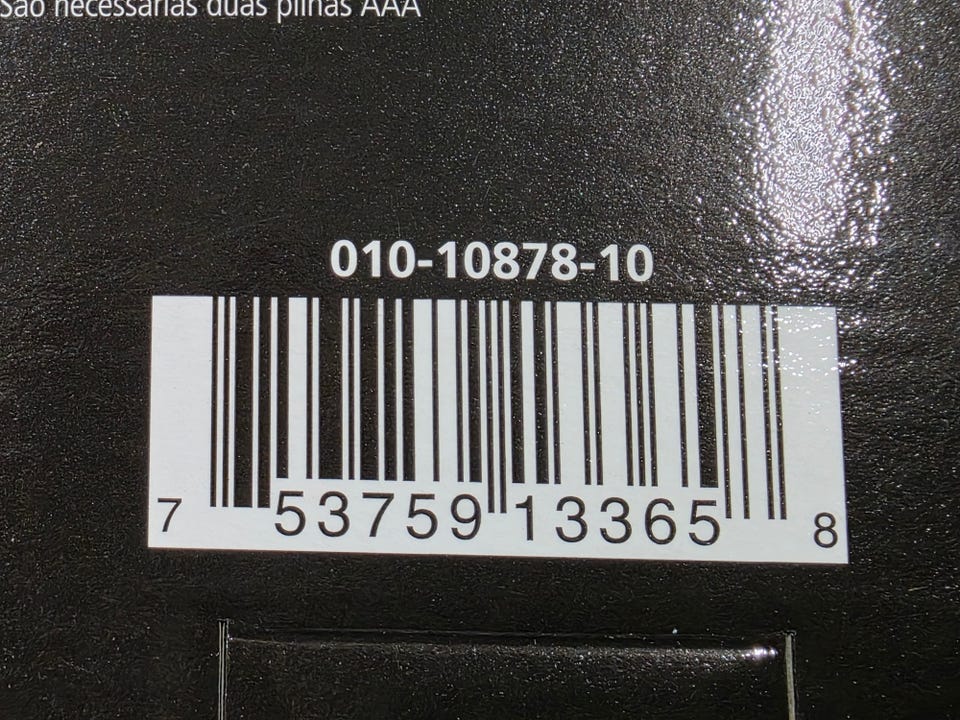 São necessárias duas pilhas AAA
010-10878-10
7 53759 13365 8